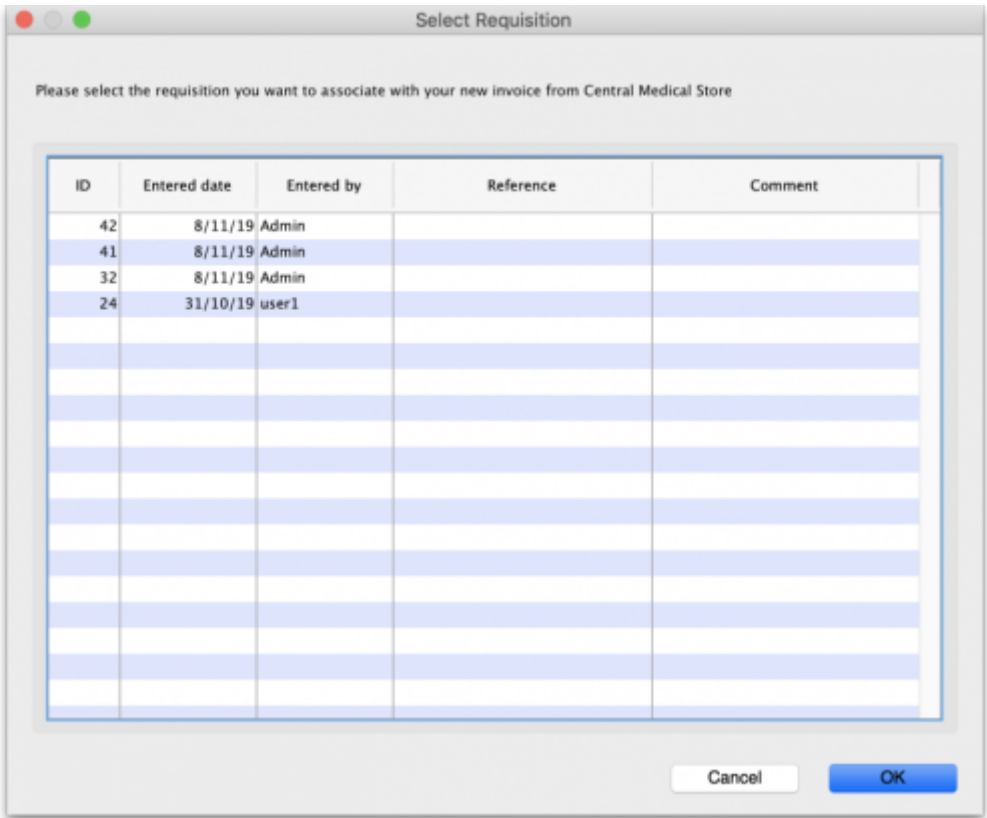 Select Requisition
Please select the requisition you want to associate with your new invoice from Central Medical Store
ID Entered date Entered by Reference Comment
42 8/11/19 Admin
41 8/11/19 Admin
32 8/11/19 Admin
24 31/10/19 user1
Cancel OK